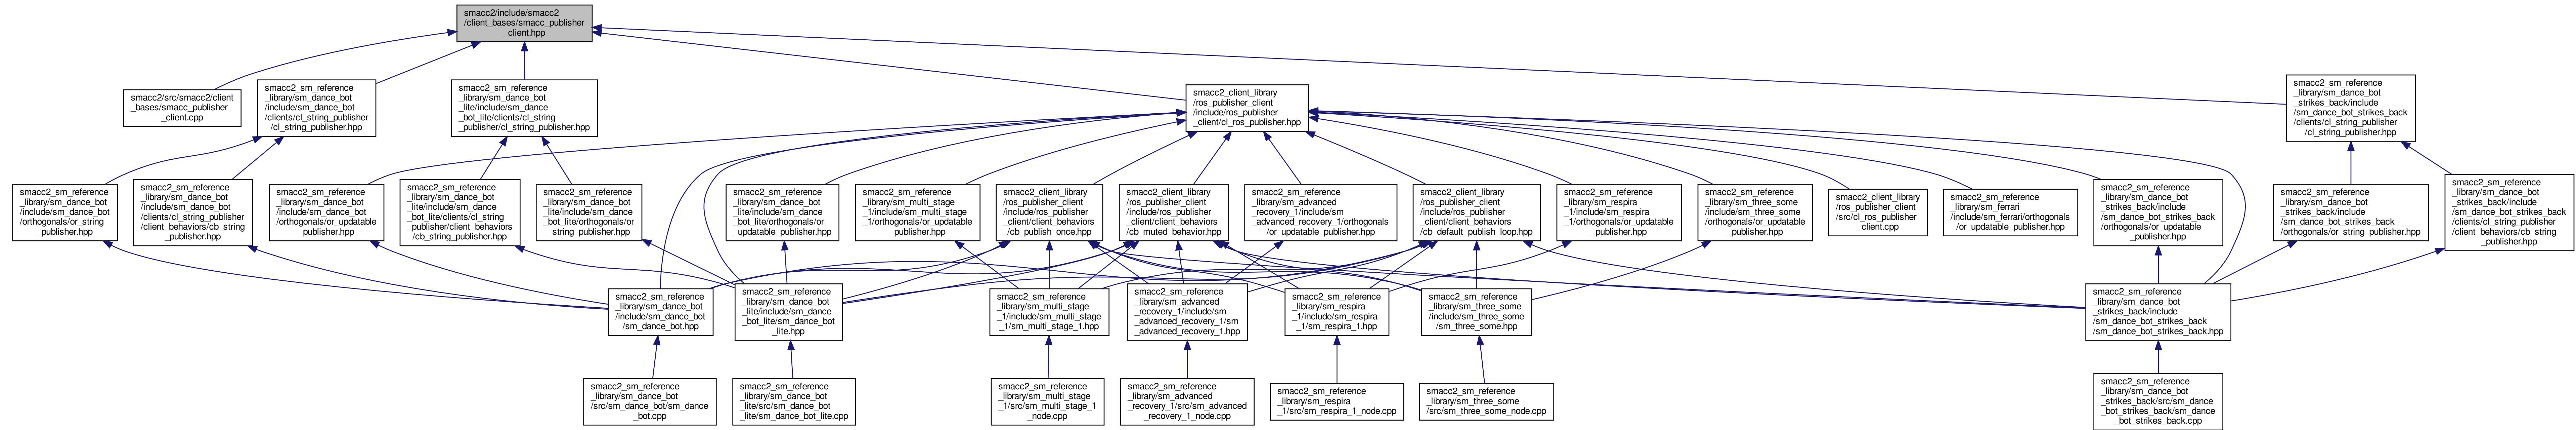 smacc2/include/smacc2
/client_bases/smacc_publisher
_client.hpp
smacc2/src/smacc2/client
_bases/smacc_publisher
_client.cpp
smacc2_sm_reference
_library/sm_dance_bot
/include/sm_dance_bot
/clients/cl_string_publisher
/cl_string_publisher.hpp
smacc2_sm_reference
_library/sm_dance_bot
_lite/include/sm_dance
_bot_lite/clients/cl_string
_publisher/cl_string_publisher.hpp
smacc2_client_library
/ros_publisher_client
/include/ros_publisher
_client/cl_ros_publisher.hpp
smacc2_sm_reference
_library/sm_dance_bot
_strikes_back/include
/sm_dance_bot_strikes_back
/clients/cl_string_publisher
/cl_string_publisher.hpp
smacc2_sm_reference
_library/sm_dance_bot
/include/sm_dance_bot
/orthogonals/or_string
_publisher.hpp
smacc2_sm_reference
_library/sm_dance_bot
/include/sm_dance_bot
/clients/cl_string_publisher
/client_behaviors/cb_string
_publisher.hpp
smacc2_sm_reference
_library/sm_dance_bot
/include/sm_dance_bot
/orthogonals/or_updatable
_publisher.hpp
smacc2_sm_reference
_library/sm_dance_bot
_lite/include/sm_dance
_bot_lite/clients/cl_string
_publisher/client_behaviors
/cb_string_publisher.hpp
smacc2_sm_reference
_library/sm_dance_bot
_lite/include/sm_dance
_bot_lite/orthogonals/or
_string_publisher.hpp
smacc2_sm_reference
_library/sm_dance_bot
_lite/include/sm_dance
_bot_lite/orthogonals/or
_updatable_publisher.hpp
smacc2_sm_reference
_library/sm_multi_stage
_1/include/sm_multi_stage
_1/orthogonals/or_updatable
_publisher.hpp
smacc2_client_library
/ros_publisher_client
/include/ros_publisher
_client/client_behaviors
/cb_publish_once.hpp
smacc2_client_library
/ros_publisher_client
/include/ros_publisher
_client/client_behaviors
/cb_muted_behavior.hpp
smacc2_sm_reference
_library/sm_advanced
_recovery_1/include/sm
_advanced_recovery_1/orthogonals
/or_updatable_publisher.hpp
smacc2_client_library
/ros_publisher_client
/include/ros_publisher
_client/client_behaviors
/cb_default_publish_loop.hpp
smacc2_sm_reference
_library/sm_respira
_1/include/sm_respira
_1/orthogonals/or_updatable
_publisher.hpp
smacc2_sm_reference
_library/sm_three_some
/include/sm_three_some
/orthogonals/or_updatable
_publisher.hpp
smacc2_client_library
/ros_publisher_client
/src/cl_ros_publisher
_client.cpp
smacc2_sm_reference
_library/sm_ferrari
/include/sm_ferrari/orthogonals
/or_updatable_publisher.hpp
smacc2_sm_reference
_library/sm_dance_bot
_strikes_back/include
/sm_dance_bot_strikes_back
/orthogonals/or_updatable
_publisher.hpp
smacc2_sm_reference
_library/sm_dance_bot
_strikes_back/include
/sm_dance_bot_strikes_back
/orthogonals/or_string_publisher.hpp
smacc2_sm_reference
_library/sm_dance_bot
_strikes_back/include
/sm_dance_bot_strikes_back
/clients/cl_string_publisher
/client_behaviors/cb_string
_publisher.hpp
smacc2_sm_reference
_library/sm_dance_bot
/include/sm_dance_bot
/sm_dance_bot.hpp
smacc2_sm_reference
_library/sm_dance_bot
_lite/include/sm_dance
_bot_lite/sm_dance_bot
_lite.hpp
smacc2_sm_reference
_library/sm_multi_stage
_1/include/sm_multi_stage
_1/sm_multi_stage_1.hpp
smacc2_sm_reference
_library/sm_advanced
_recovery_1/include/sm
_advanced_recovery_1/sm
_advanced_recovery_1.hpp
smacc2_sm_reference
_library/sm_respira
_1/include/sm_respira
_1/sm_respira_1.hpp
smacc2_sm_reference
_library/sm_three_some
/include/sm_three_some
/sm_three_some.hpp
smacc2_sm_reference
_library/sm_dance_bot
_strikes_back/include
/sm_dance_bot_strikes_back
/sm_dance_bot_strikes_back.hpp
smacc2_sm_reference
_library/sm_dance_bot
/src/sm_dance_bot/sm_dance
_bot.cpp
smacc2_sm_reference
_library/sm_dance_bot
_lite/src/sm_dance_bot
_lite/sm_dance_bot_lite.cpp
smacc2_sm_reference
_library/sm_multi_stage
_1/src/sm_multi_stage_1
_node.cpp
smacc2_sm_reference
_library/sm_advanced
_recovery_1/src/sm_advanced
_recovery_1_node.cpp
smacc2_sm_reference
_library/sm_respira
_1/src/sm_respira_1_node.cpp
smacc2_sm_reference
_library/sm_three_some
/src/sm_three_some_node.cpp
smacc2_sm_reference
_library/sm_dance_bot
_strikes_back/src/sm_dance
_bot_strikes_back/sm_dance
_bot_strikes_back.cpp